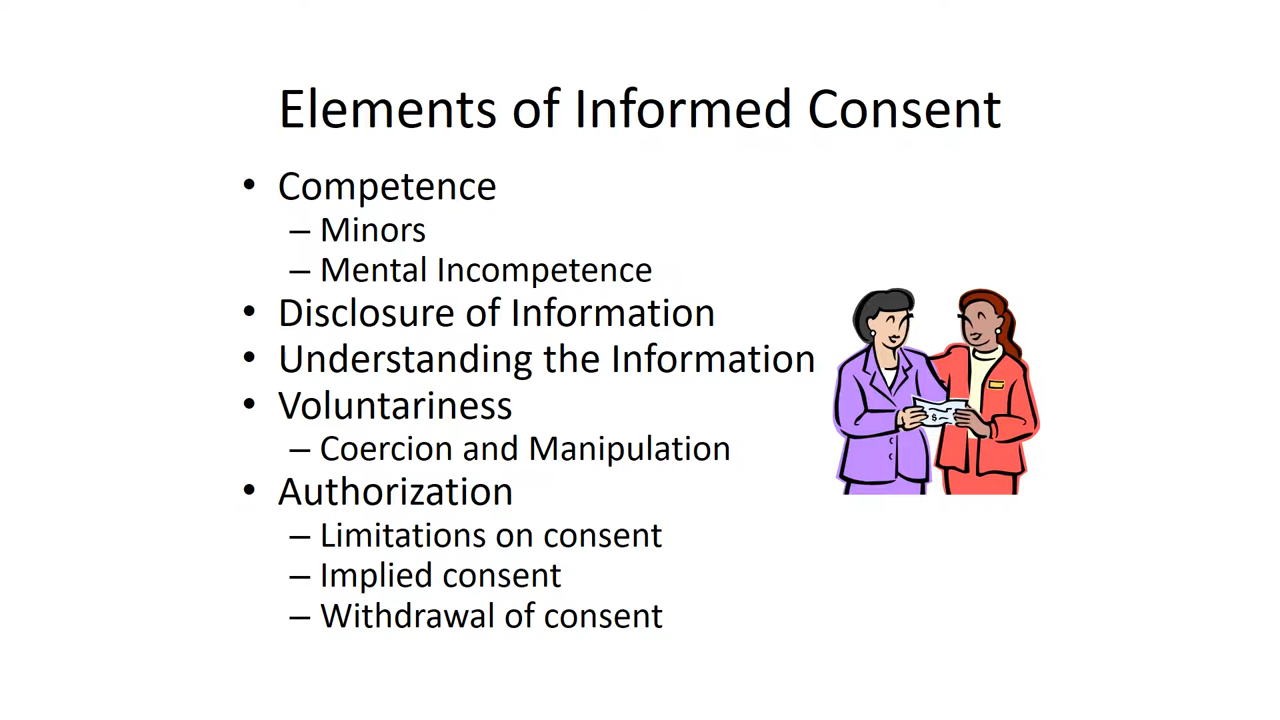 Elements of Informed Consent
• Competence
– Minors
– Mental Incompetence
• Disclosure of Information
• Understanding the Information
• Voluntariness
– Coercion and Manipulation
• Authorization
– Limitations on consent
– Implied consent
– Withdrawal of consent
$